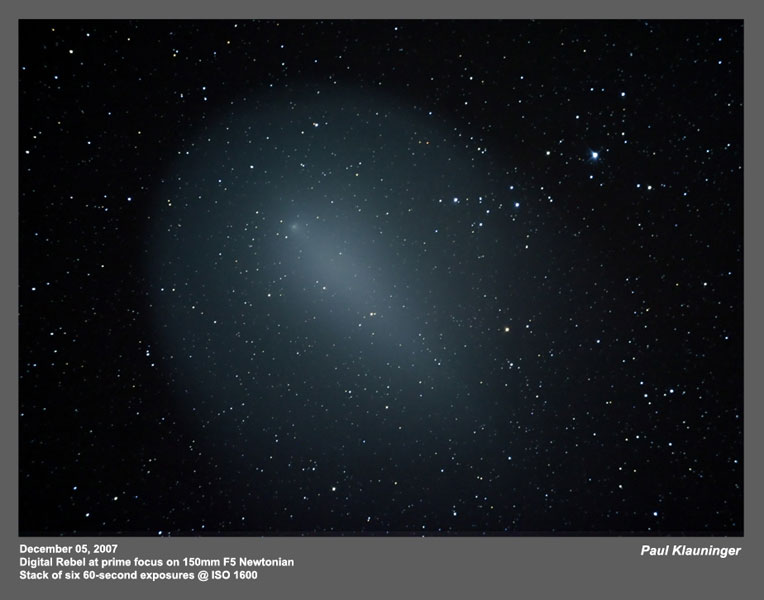 December 05, 2007
Digital Rebel at prime focus on 150mm F5 Newtonian
Stack of six 60-second exposures @ ISO 1600
Paul Klauninger